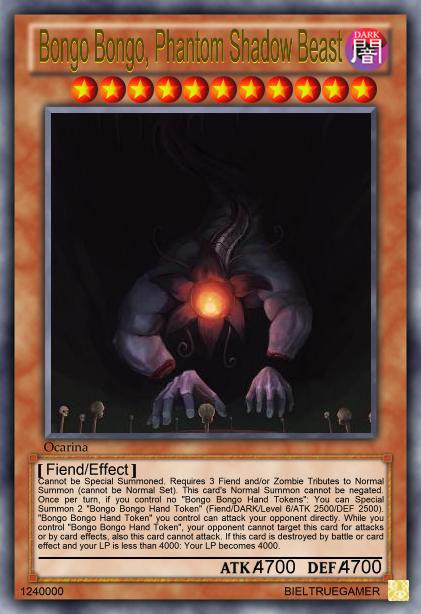 Bongo Bongo, Phantom Shadow Beast
DARK
闇
Ocarina
[ Fiend/Effect ]
Cannot be Special Summoned. Requires 3 Fiend and/or Zombie Tributes to Normal
Summon (cannot be Normal Set). This card's Normal Summon cannot be negated.
Once per turn, if you control no "Bongo Bongo Hand Tokens": You can Special
Summon 2 "Bongo Bongo Hand Token" (Fiend/DARK/Level 6/ATK 2500/DEF 2500).
"Bongo Bongo Hand Token" you control can attack your opponent directly. While you
control "Bongo Bongo Hand Token", your opponent cannot target this card for attacks
or by card effects, also this card cannot attack. If this card is destroyed by battle or card
effect and your LP is less than 4000: Your LP becomes 4000.
ATK 4700 DEF 4700
1240000 BIELTRUEGAMER